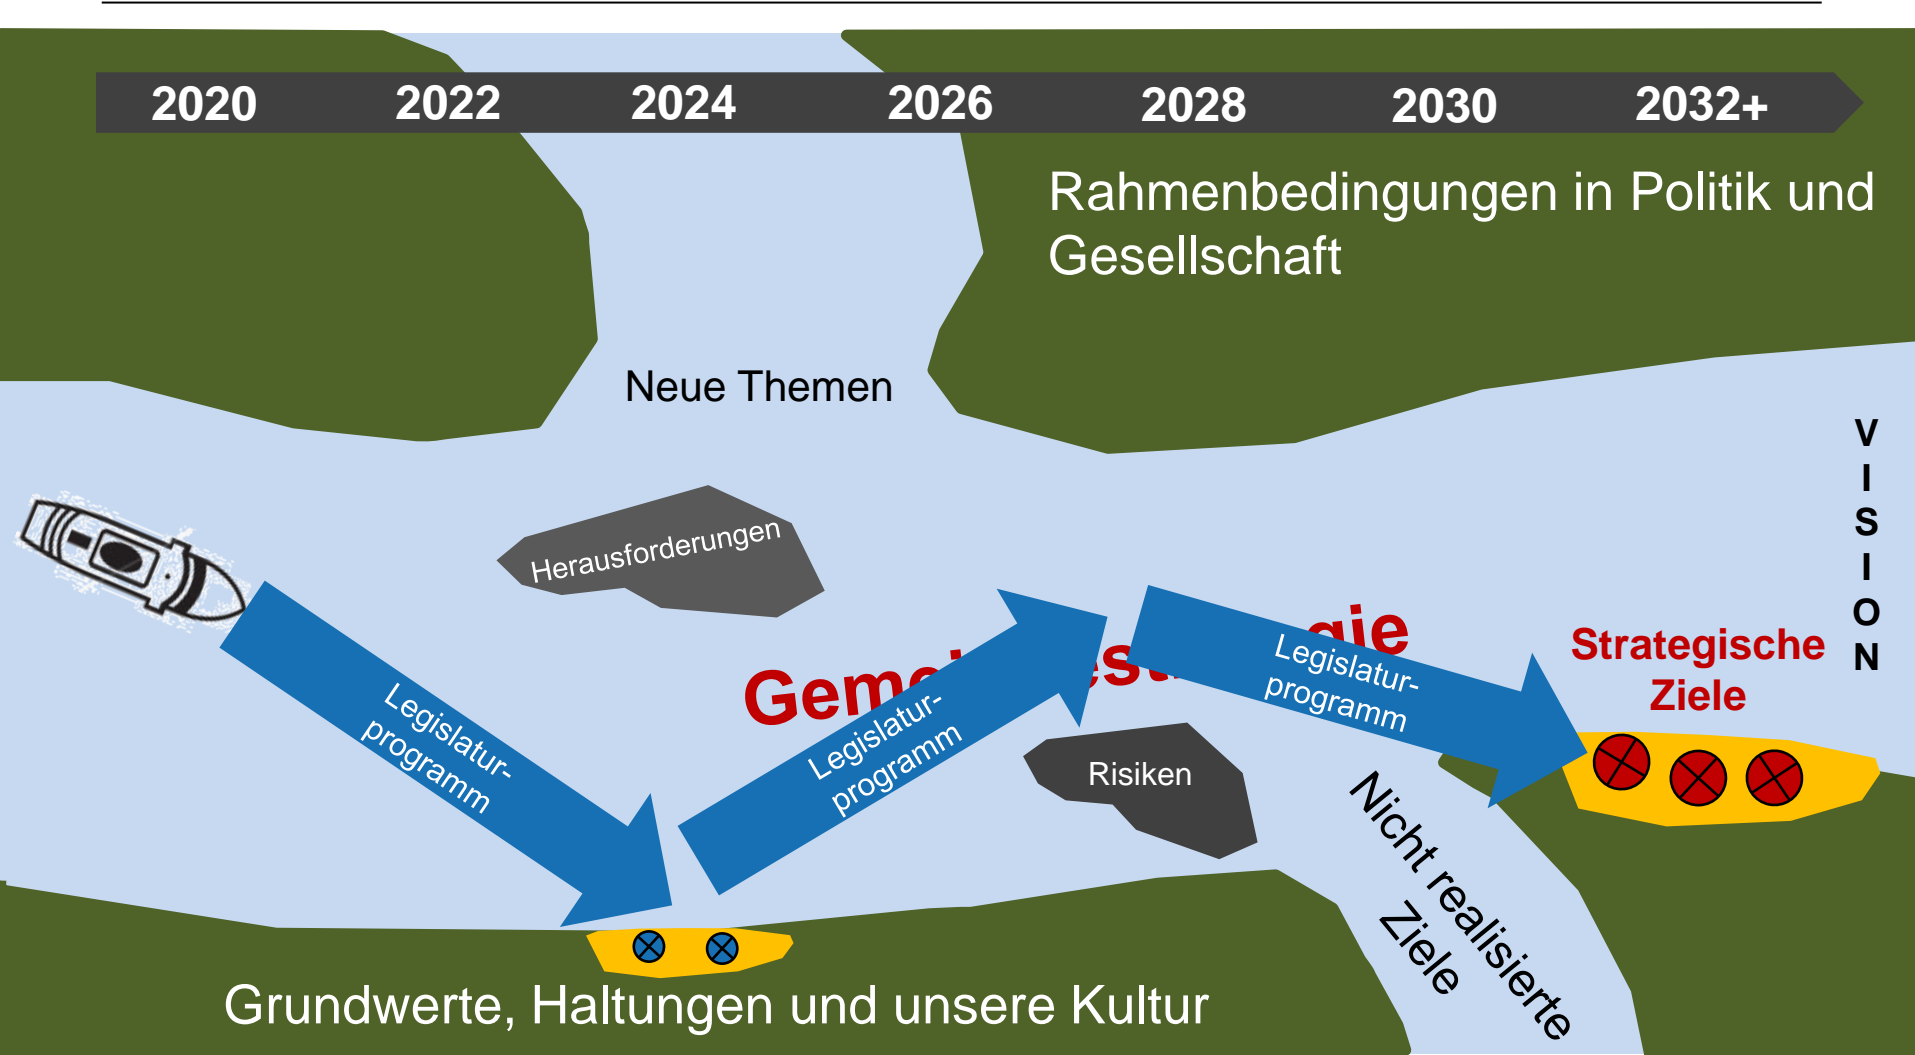 2020 2022 2024 2026 2028 2030 2032+
Rahmenbedingungen in Politik und
Gesellschaft
Neue Themen
V
I
S
I
O
N
Herausforderungen
Strategische
Ziele
Legislatur-
programm
Legislatur-
programm
Legislatur-
programm
Risiken
Nicht realisierte
Ziele
Grundwerte, Haltungen und unsere Kultur